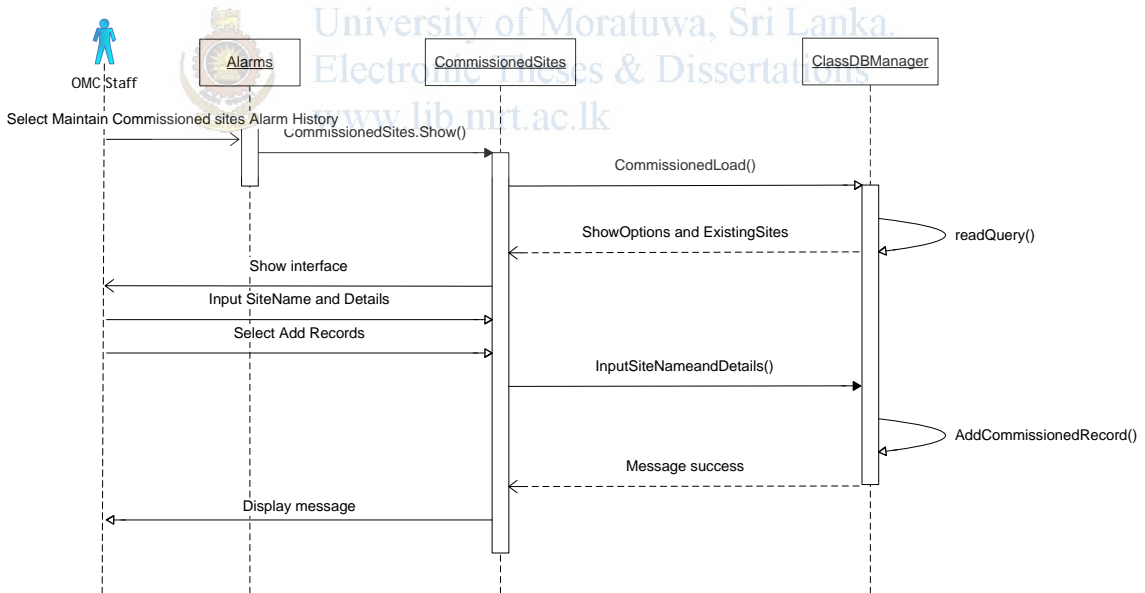 University of Moratuwa, Sri Lanka.
Electronic Theses & Dissertations
www.lib.mrt.ac.lk
OMC Staff
Alarms
CommissionedSites
ClassDBManager
Select Maintain Commissioned sites Alarm History
CommissionedSites.Show()
CommissionedLoad()
ShowOptions and ExistingSites
readQuery()
Show interface
Input SiteName and Details
Select Add Records
InputSiteNameandDetails()
AddCommissionedRecord()
Message success
Display message